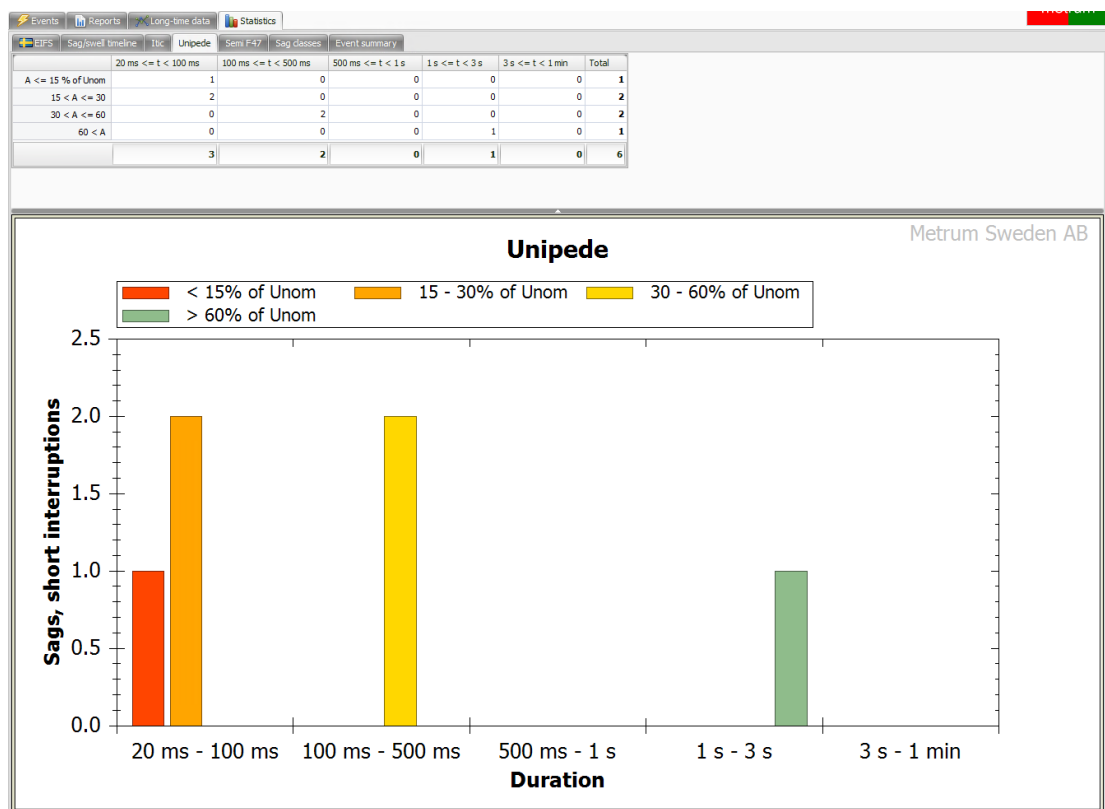 Metrum
Events Reports Long-time data Statistics
EIFS Sag/swell timeline Itic Unipede Semi F47 Sag classes Event summary
20 ms <= t < 100 ms 100 ms <= t < 500 ms 500 ms <= t < 1 s 1 s <= t < 3 s 3 s <= t < 1 min Total
A <= 15 % of Unom 1 0 0 0 0 1
15 < A <= 30 2 0 0 0 0 2
30 < A <= 60 0 2 0 0 0 2
60 < A 0 0 0 1 0 1
3 2 0 1 0 6
Metrum Sweden AB
Unipede
< 15% of Unom 15 - 30% of Unom 30 - 60% of Unom
> 60% of Unom
2.5
2.0
1.5
1.0
0.5
0.0
Sags, short interruptions
20 ms - 100 ms 100 ms - 500 ms 500 ms - 1 s 1 s - 3 s 3 s - 1 min
Duration